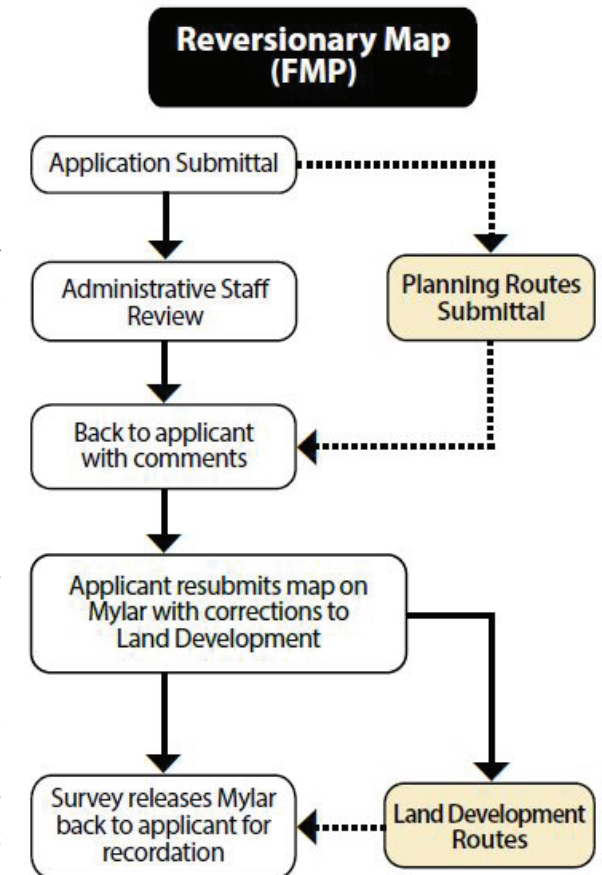 Reversionary Map
(FMP)
Application Submittal
Administrative Staff
Review
Planning Routes
Submittal
Back to applicant
with comments
Applicant resubmits map on
Mylar with corrections to
Land Development
Survey releases Mylar
back to applicant for
recordation
Land Development
Routes